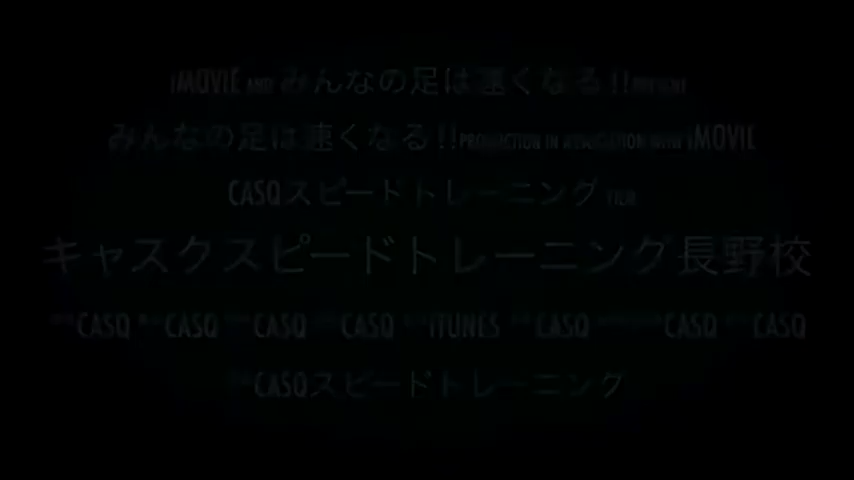 iMOVIE AND みんなの足は速くなる!! PRESENT
みんなの足は速くなる!! PRODUCTION IN ASSOCIATION WITH iMOVIE
CASQスピードトレーニング FILM
キャスクスピードトレーニング長野校
CASQ CASQ CASQ CASQ iTUNES CASQ CASQ CASQ
CASQスピードトレーニング